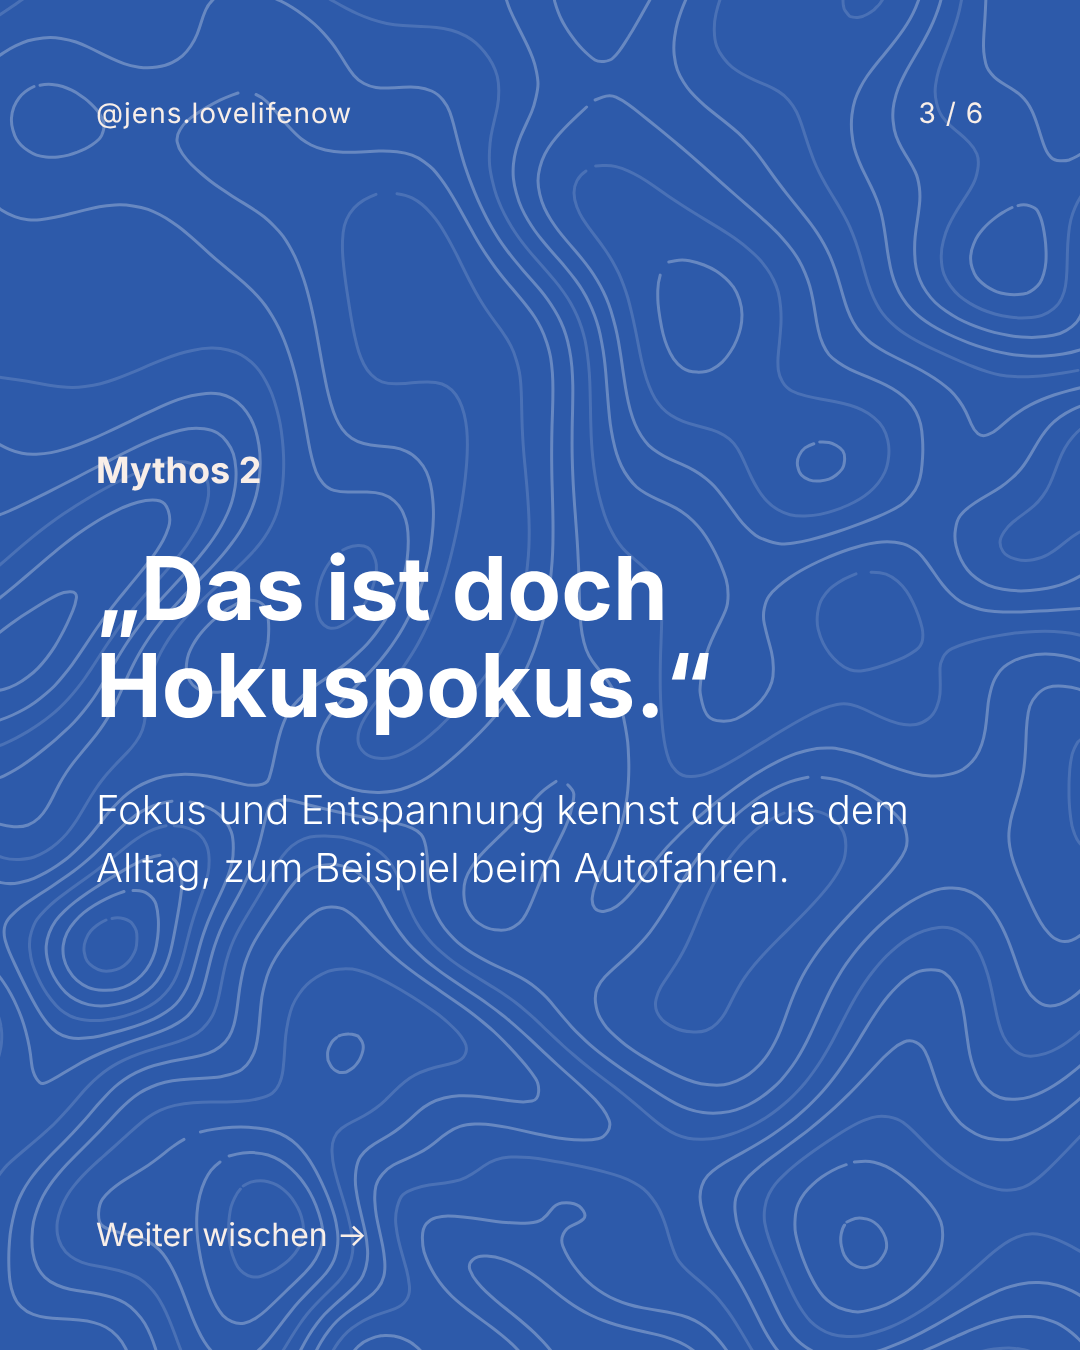 @jens.lovelifenow
3 / 6
Mythos 2
„Das ist doch
Hokuspokus.“
Fokus und Entspannung kennst du aus dem
Alltag, zum Beispiel beim Autofahren.
Weiter wischen →